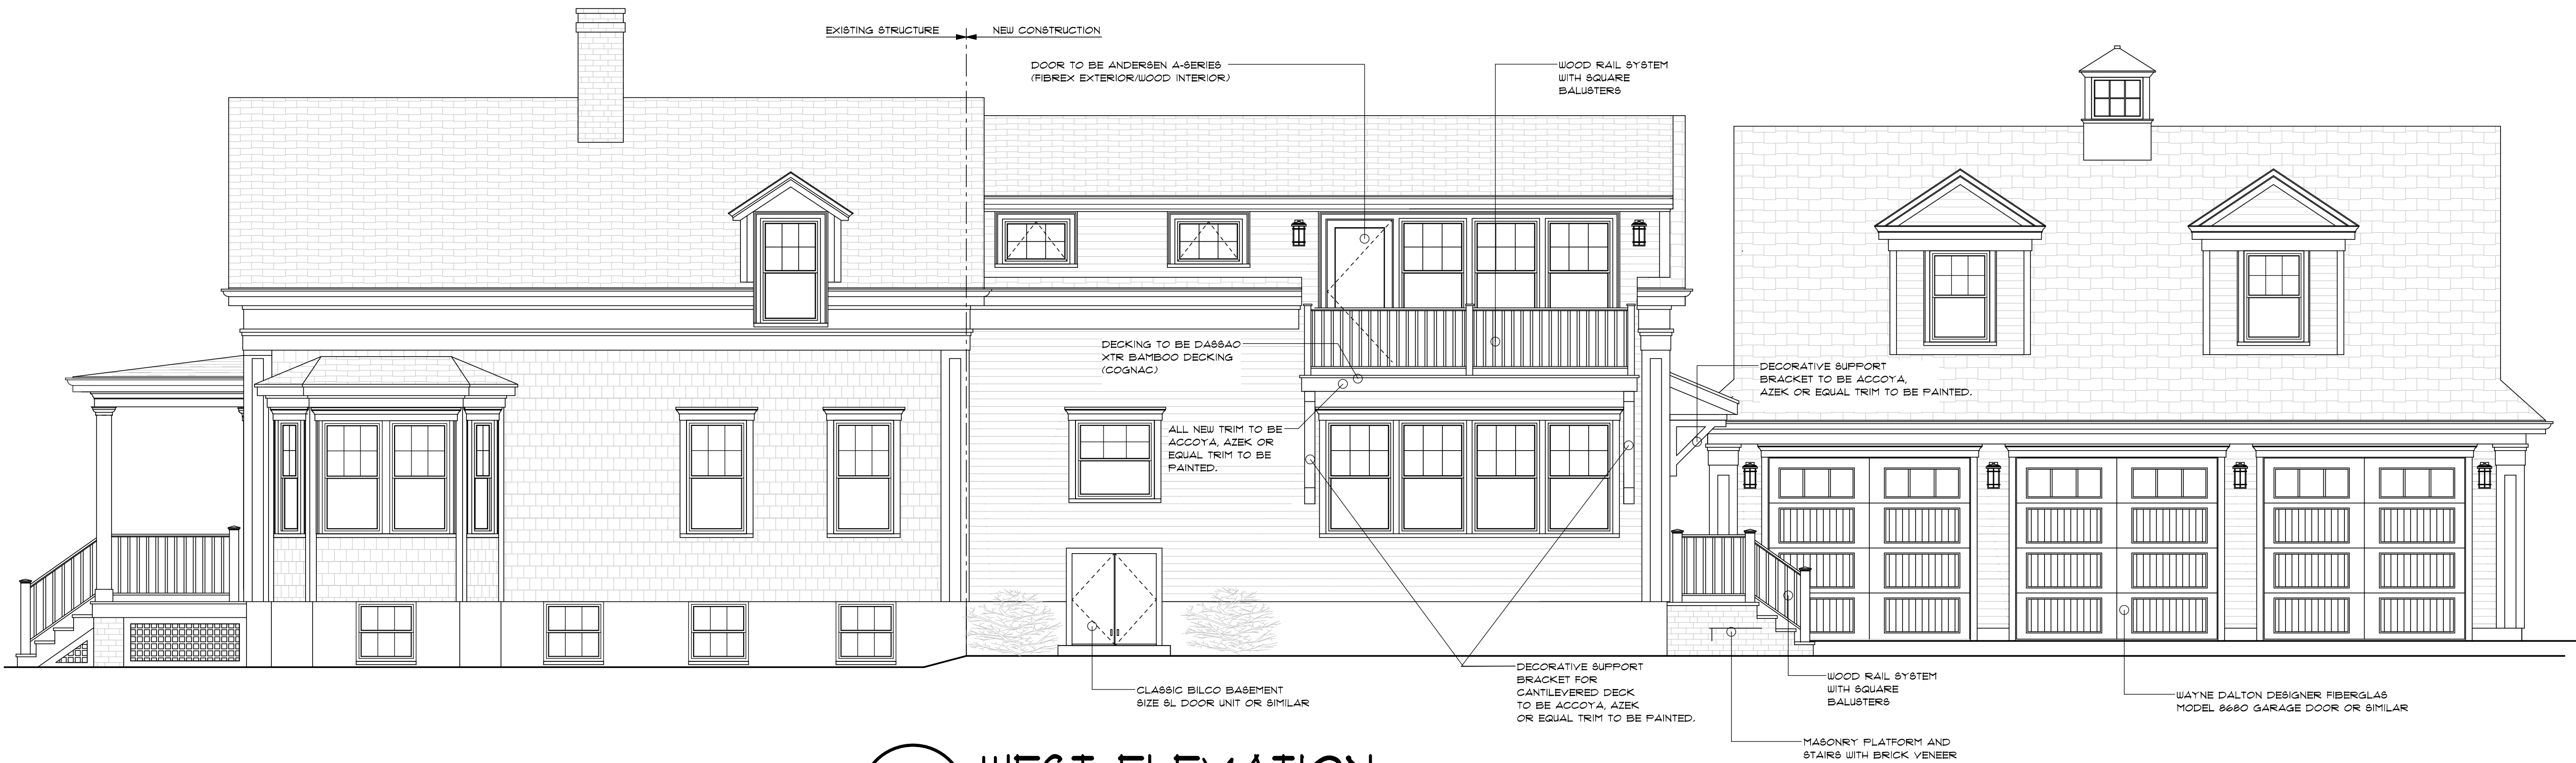 EXISTING STRUCTURE
NEW CONSTRUCTION
DOOR TO BE ANDERSEN A-SERIES
(FIBREX EXTERIOR/WOOD INTERIOR)
WOOD RAIL SYSTEM
WITH SQUARE
BALUSTERS
DECKING TO BE DASSAO
XTR BAMBOO DECKING
(COGNAC)
DECORATIVE SUPPORT
BRACKET TO BE ACCOYA,
AZEK OR EQUAL TRIM TO BE PAINTED.
ALL NEW TRIM TO BE
ACCOYA, AZEK OR
EQUAL TRIM TO BE
PAINTED.
CLASSIC BILCO BASEMENT
SIZE SL DOOR UNIT OR SIMILAR
DECORATIVE SUPPORT
BRACKET FOR
CANTILEVERED DECK
TO BE ACCOYA, AZEK
OR EQUAL TRIM TO BE PAINTED.
WOOD RAIL SYSTEM
WITH SQUARE
BALUSTERS
WAYNE DALTON DESIGNER FIBERGLAS
MODEL 8680 GARAGE DOOR OR SIMILAR
MASONRY PLATFORM AND
STAIRS WITH BRICK VENEER
WEST ELEVATION